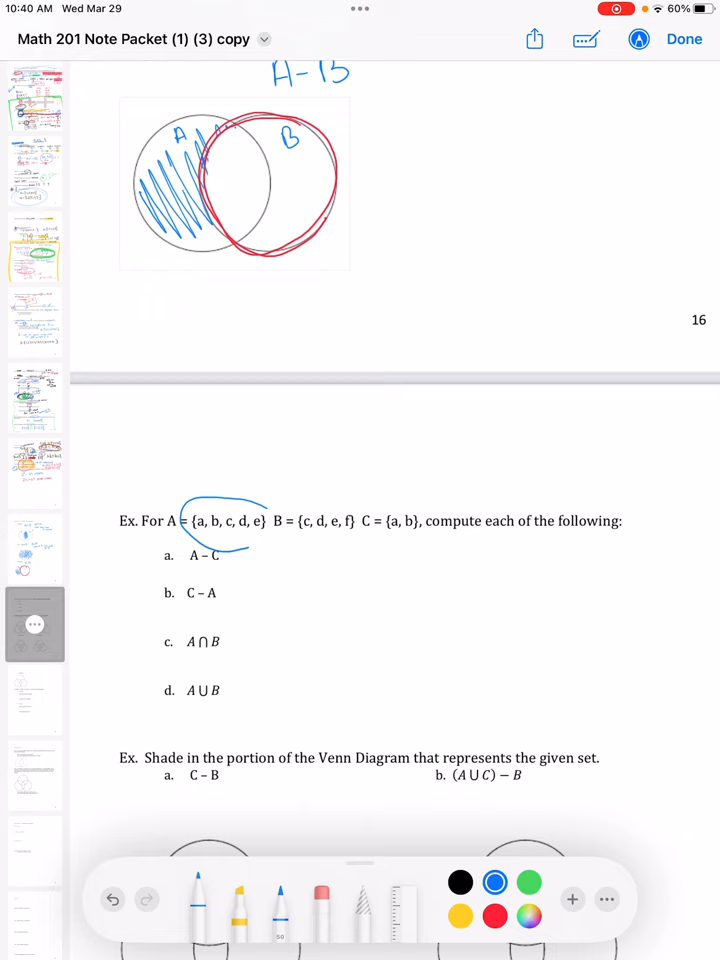 10:40 AM Wed Mar 29
60%
Math 201 Note Packet (1) (3) copy
Done
A - B
A
B
16
Ex. For A = {a, b, c, d, e} B = {c, d, e, f} C = {a, b}, compute each of the following:
a. A – C
b. C – A
c. A ∩ B
d. A ∪ B
Ex. Shade in the portion of the Venn Diagram that represents the given set.
a. C – B b. (A ∪ C) – B
50